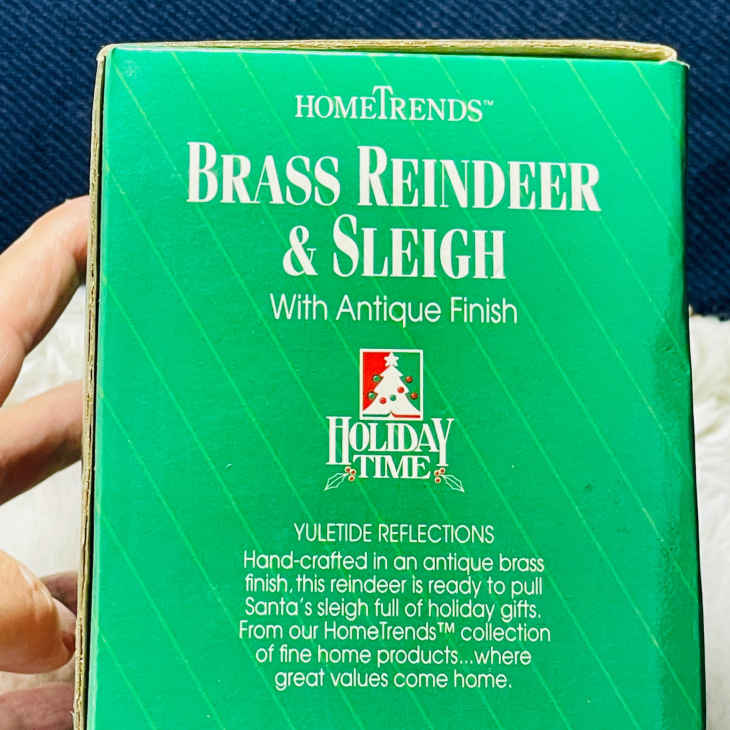 HOMETRENDS™
BRASS REINDEER
& SLEIGH
With Antique Finish
HOLIDAY
TIME
YULETIDE REFLECTIONS
Hand-crafted in an antique brass
finish, this reindeer is ready to pull
Santa's sleigh full of holiday gifts.
From our HomeTrends™ collection
of fine home products...where
great values come home.